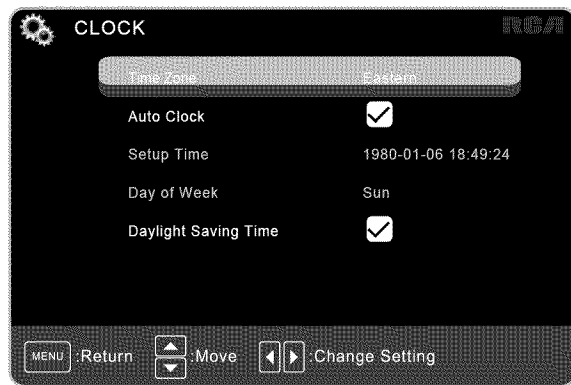 CLOCK RCA
Time Zone Eastern
Auto Clock
Setup Time 1980-01-06 18:49:24
Day of Week Sun
Daylight Saving Time
MENU :Return :Move :Change Setting